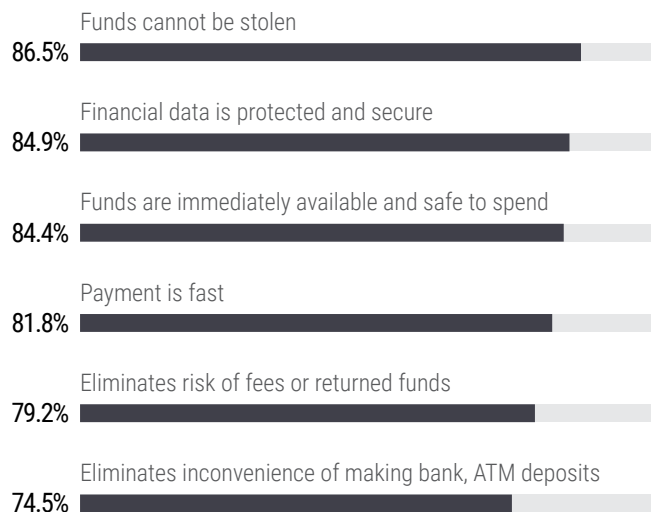 Funds cannot be stolen
86.5%
Financial data is protected and secure
84.9%
Funds are immediately available and safe to spend
84.4%
Payment is fast
81.8%
Eliminates risk of fees or returned funds
79.2%
Eliminates inconvenience of making bank, ATM deposits
74.5%